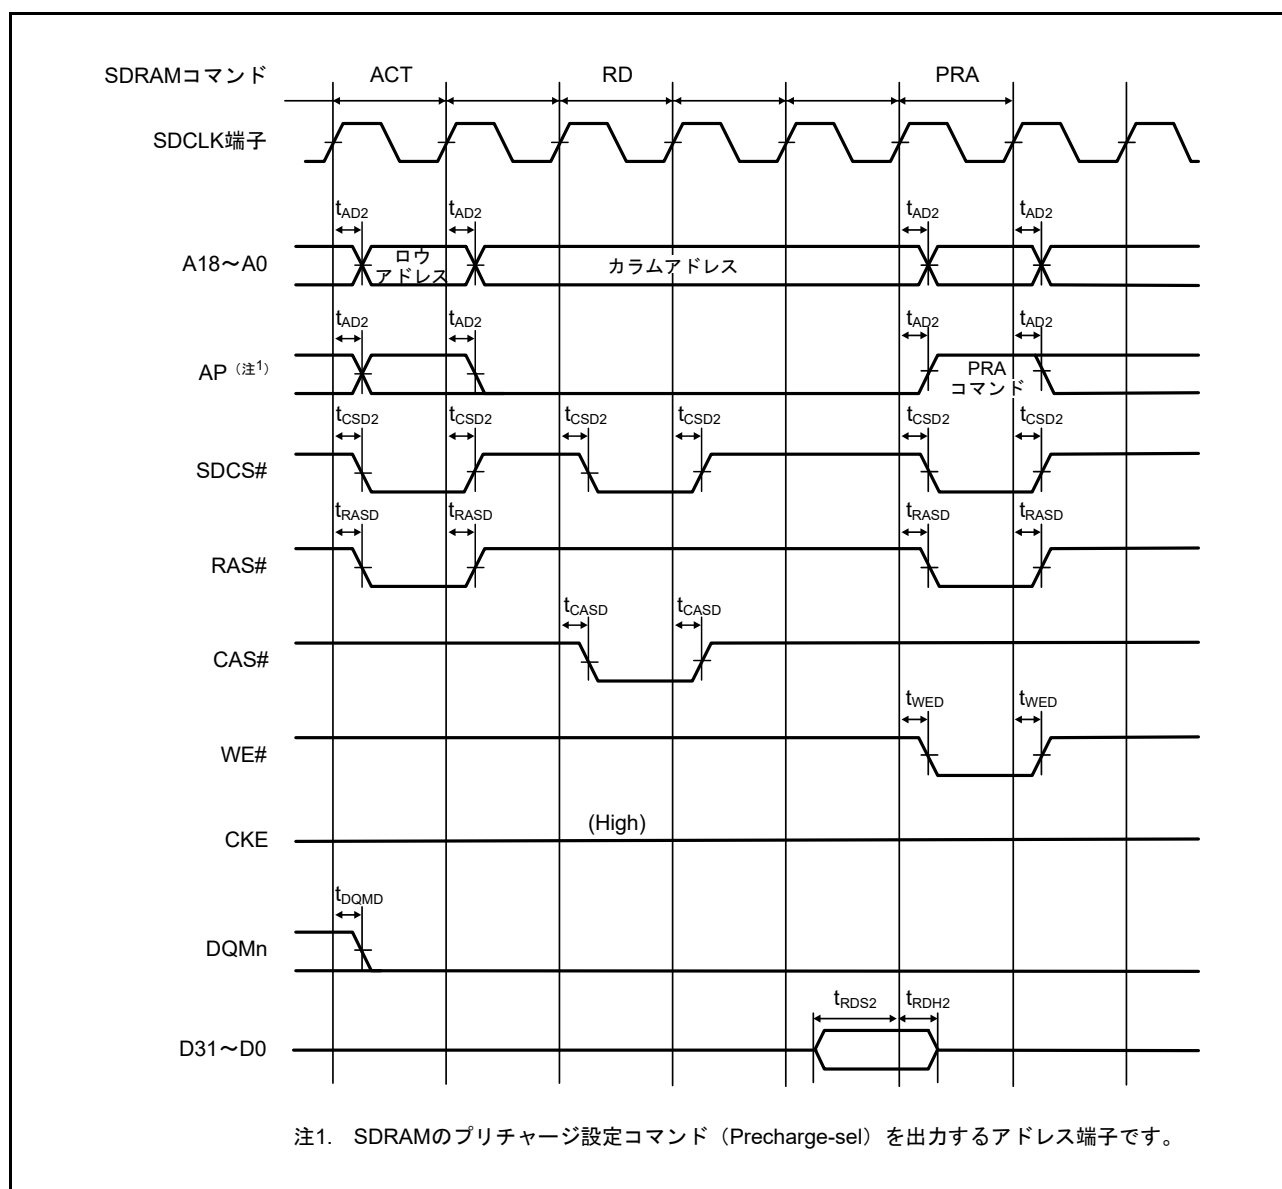 SDRAMコマンド ACT RD PRA
SDCLK端子
tAD2 tAD2 tAD2 tAD2
A18～A0 ロウ アドレス カラムアドレス
tAD2 tAD2 tAD2 tAD2
AP（注1） PRA コマンド
tCSD2 tCSD2 tCSD2 tCSD2 tCSD2 tCSD2
SDCS#
tRASD tRASD tRASD tRASD
RAS#
tCASD tCASD
CAS#
tWED tWED
WE#
(High)
CKE
tDQMD
DQMn
tRDS2 tRDH2
D31～D0
注1. SDRAMのプリチャージ設定コマンド（Precharge-sel）を出力するアドレス端子です。